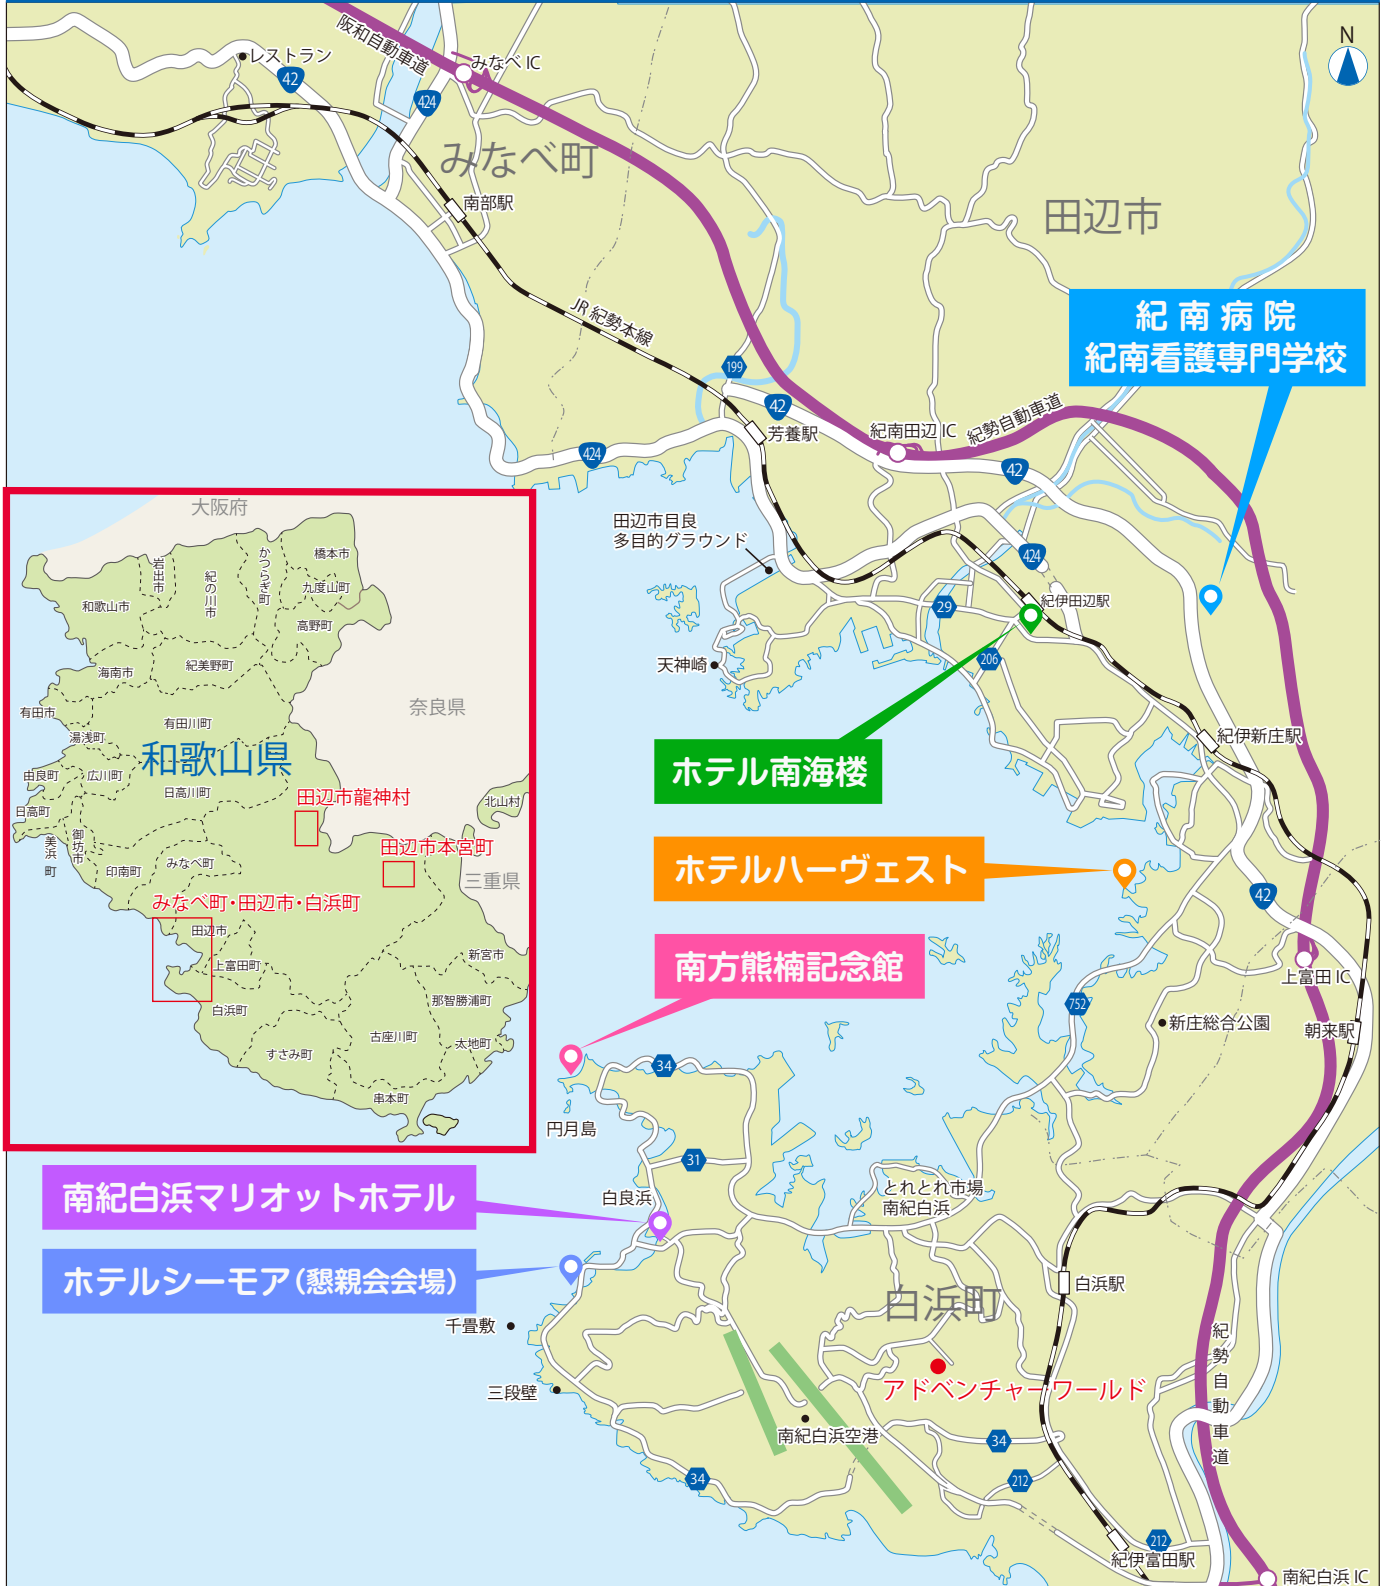 N
阪和自動車道
みなべ IC
レストラン
42
424
みなべ町
田辺市
南部駅
JR 紀勢本線
紀南病院
紀南看護専門学校
199
42
芳養駅
紀南田辺 IC
紀勢自動車道
424
42
田辺市目良
多目的グラウンド
424
29
紀伊田辺駅
天神崎
206
紀伊新庄駅
ホテル南海楼
ホテルハーヴェスト
42
南方熊楠記念館
上富田 IC
752
新庄総合公園
朝来駅
34
円月島
31
とれとれ市場
南紀白浜
白良浜
南紀白浜マリオットホテル
ホテルシーモア(懇親会会場)
白浜駅
白浜町
千畳敷
三段壁
アドベンチャーワールド
紀勢自動車道
南紀白浜空港
34
34
212
212
紀伊富田駅
南紀白浜 IC
大阪府
橋本市
かつらぎ町
岩出市
紀の川市
九度山町
和歌山市
高野町
海南市
紀美野町
奈良県
有田市
有田川町
湯浅町
和歌山県
由良町
広川町
日高川町
田辺市龍神村
北山村
日高町
御坊市
美浜町
田辺市本宮町
みなべ町
印南町
三重県
みなべ町・田辺市・白浜町
田辺市
新宮市
上富田町
那智勝浦町
白浜町
古座川町
太地町
すさみ町
串本町